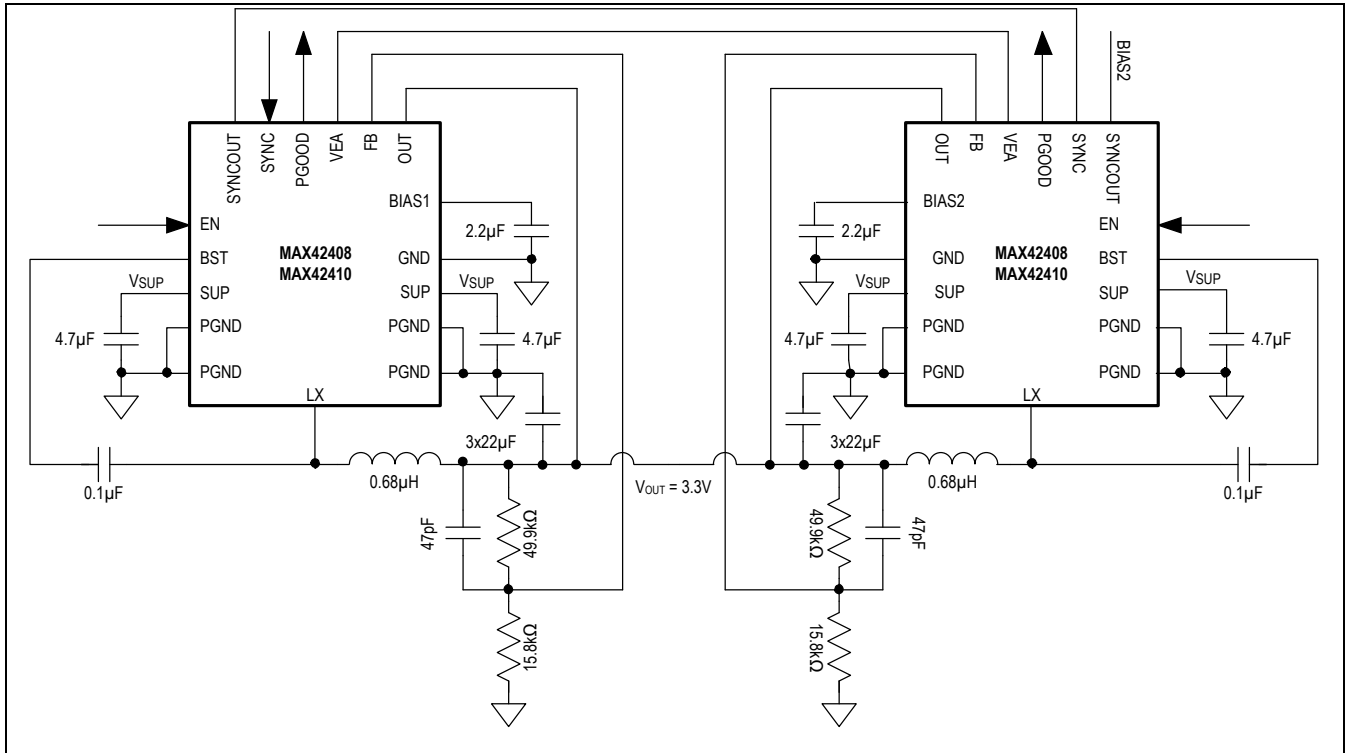 BIAS2
SYNCOUT
SYNC
PGOOD
VEA
FB
OUT
EN
BST
SUP
PGND
PGND
LX
BIAS1
GND
SUP
PGND
PGND
MAX42408
MAX42410
VSUP
4.7µF
2.2µF
VSUP
4.7µF
3x22µF
0.1µF
0.68µH
47pF
49.9kΩ
15.8kΩ
VOUT = 3.3V
OUT
FB
VEA
PGOOD
SYNC
SYNCOUT
BIAS2
GND
SUP
PGND
PGND
LX
EN
BST
SUP
PGND
PGND
MAX42408
MAX42410
2.2µF
VSUP
4.7µF
VSUP
4.7µF
3x22µF
0.68µH
0.1µF
49.9kΩ
47pF
15.8kΩ